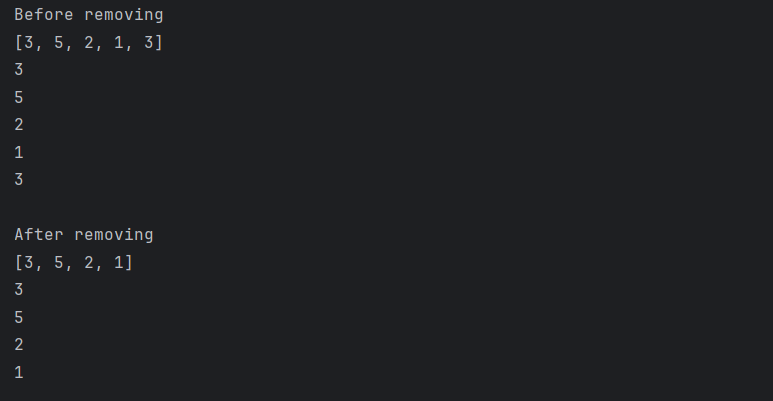 Before removing
[3, 5, 2, 1, 3]
3
5
2
1
3
After removing
[3, 5, 2, 1]
3
5
2
1